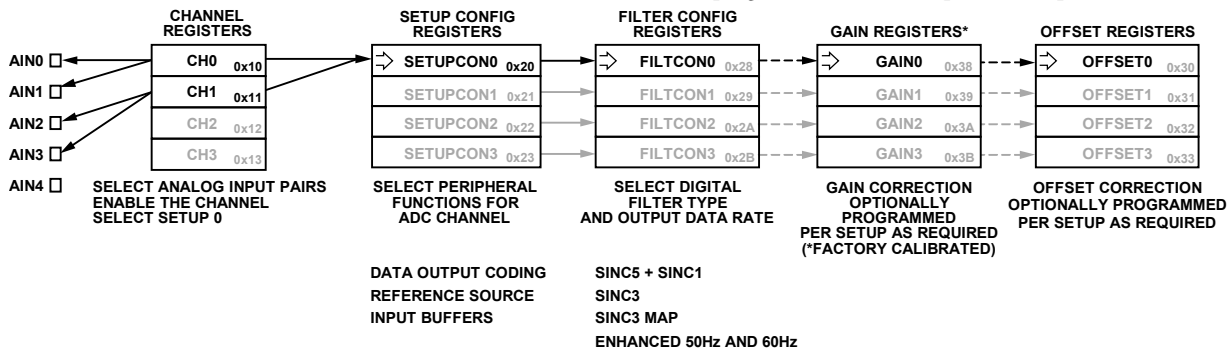 CHANNEL
REGISTERS
SETUP CONFIG
REGISTERS
FILTER CONFIG
REGISTERS
GAIN REGISTERS*
OFFSET REGISTERS
AIN0
AIN1
AIN2
AIN3
AIN4
CH0 0x10
CH1 0x11
CH2 0x12
CH3 0x13
SELECT ANALOG INPUT PAIRS
ENABLE THE CHANNEL
SELECT SETUP 0
SETUPCON0 0x20
SETUPCON1 0x21
SETUPCON2 0x22
SETUPCON3 0x23
SELECT PERIPHERAL
FUNCTIONS FOR
ADC CHANNEL
DATA OUTPUT CODING
REFERENCE SOURCE
INPUT BUFFERS
FILTCON0 0x28
FILTCON1 0x29
FILTCON2 0x2A
FILTCON3 0x2B
SELECT DIGITAL
FILTER TYPE
AND OUTPUT DATA RATE
SINC5 + SINC1
SINC3
SINC3 MAP
ENHANCED 50Hz AND 60Hz
GAIN0 0x38
GAIN1 0x39
GAIN2 0x3A
GAIN3 0x3B
GAIN CORRECTION
OPTIONALLY
PROGRAMMED
PER SETUP AS REQUIRED
(*FACTORY CALIBRATED)
OFFSET0 0x30
OFFSET1 0x31
OFFSET2 0x32
OFFSET3 0x33
OFFSET CORRECTION
OPTIONALLY PROGRAMMED
PER SETUP AS REQUIRED